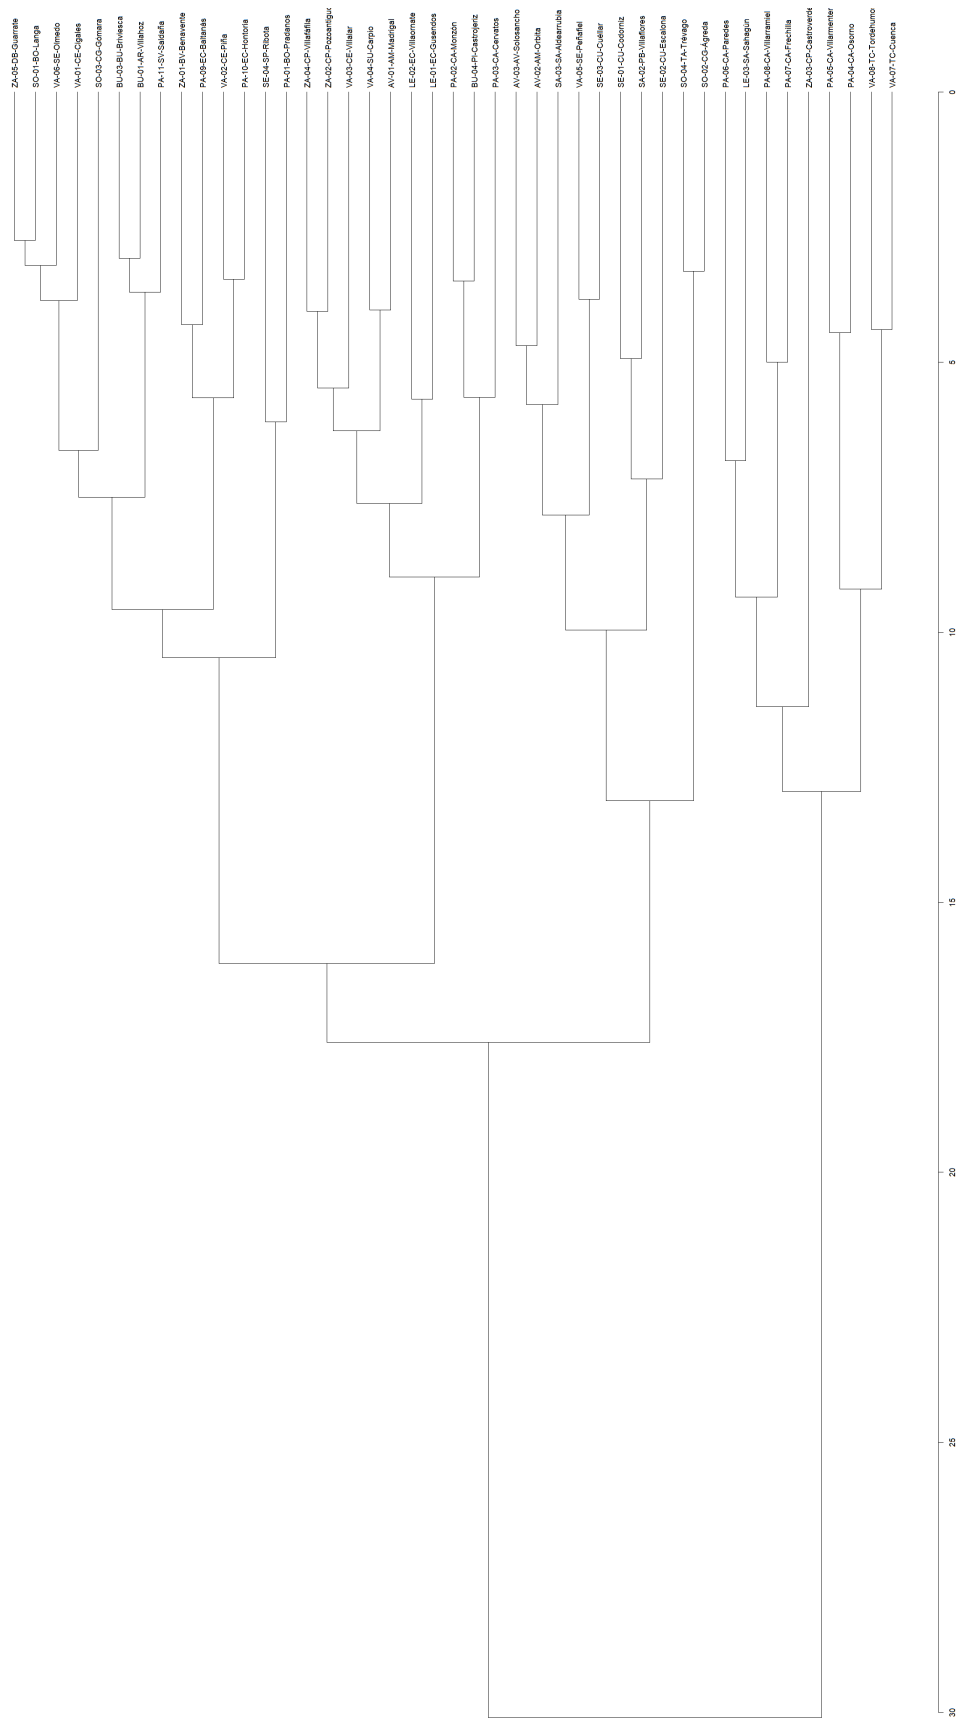 ZA-05-DB-Guarrate
SO-01-BO-Langa
VA-06-SE-Olmedo
VA-01-CE-Cigales
SO-03-CG-Gómara
BU-03-BU-Briviesca
BU-01-AR-Villahoz
PA-11-SV-Saldaña
ZA-01-BV-Benavente
PA-09-EC-Baltanás
VA-02-CE-Piña
PA-10-EC-Hontoria
SE-04-SP-Ribota
PA-01-BO-Pradanos
ZA-04-CP-Villafáfila
ZA-02-CP-Pozoantiguo
VA-03-CE-Villalar
VA-04-SU-Carpio
AV-01-AM-Madrigal
LE-02-EC-Villaornate
LE-01-EC-Gusendos
PA-02-CA-Monzón
BU-04-PI-Castrojeriz
PA-03-CA-Cervatos
AV-03-AV-Solosancho
AV-02-AM-Orbita
SA-03-SA-Aldearrubia
VA-05-SE-Peñafiel
SE-03-CU-Cuéllar
SE-01-CU-Codorniz
SA-02-PB-Villaflores
SE-02-CU-Escalona
SO-04-TA-Trévago
SO-02-CG-Ágreda
PA-06-CA-Paredes
LE-03-SA-Sahagún
PA-08-CA-Villarramiel
PA-07-CA-Frechilla
ZA-03-CP-Castroverde
PA-05-CA-Villarmenter
PA-04-CA-Osorno
VA-08-TC-Tordehumo
VA-07-TC-Cuenca
0
5
10
15
20
25
30